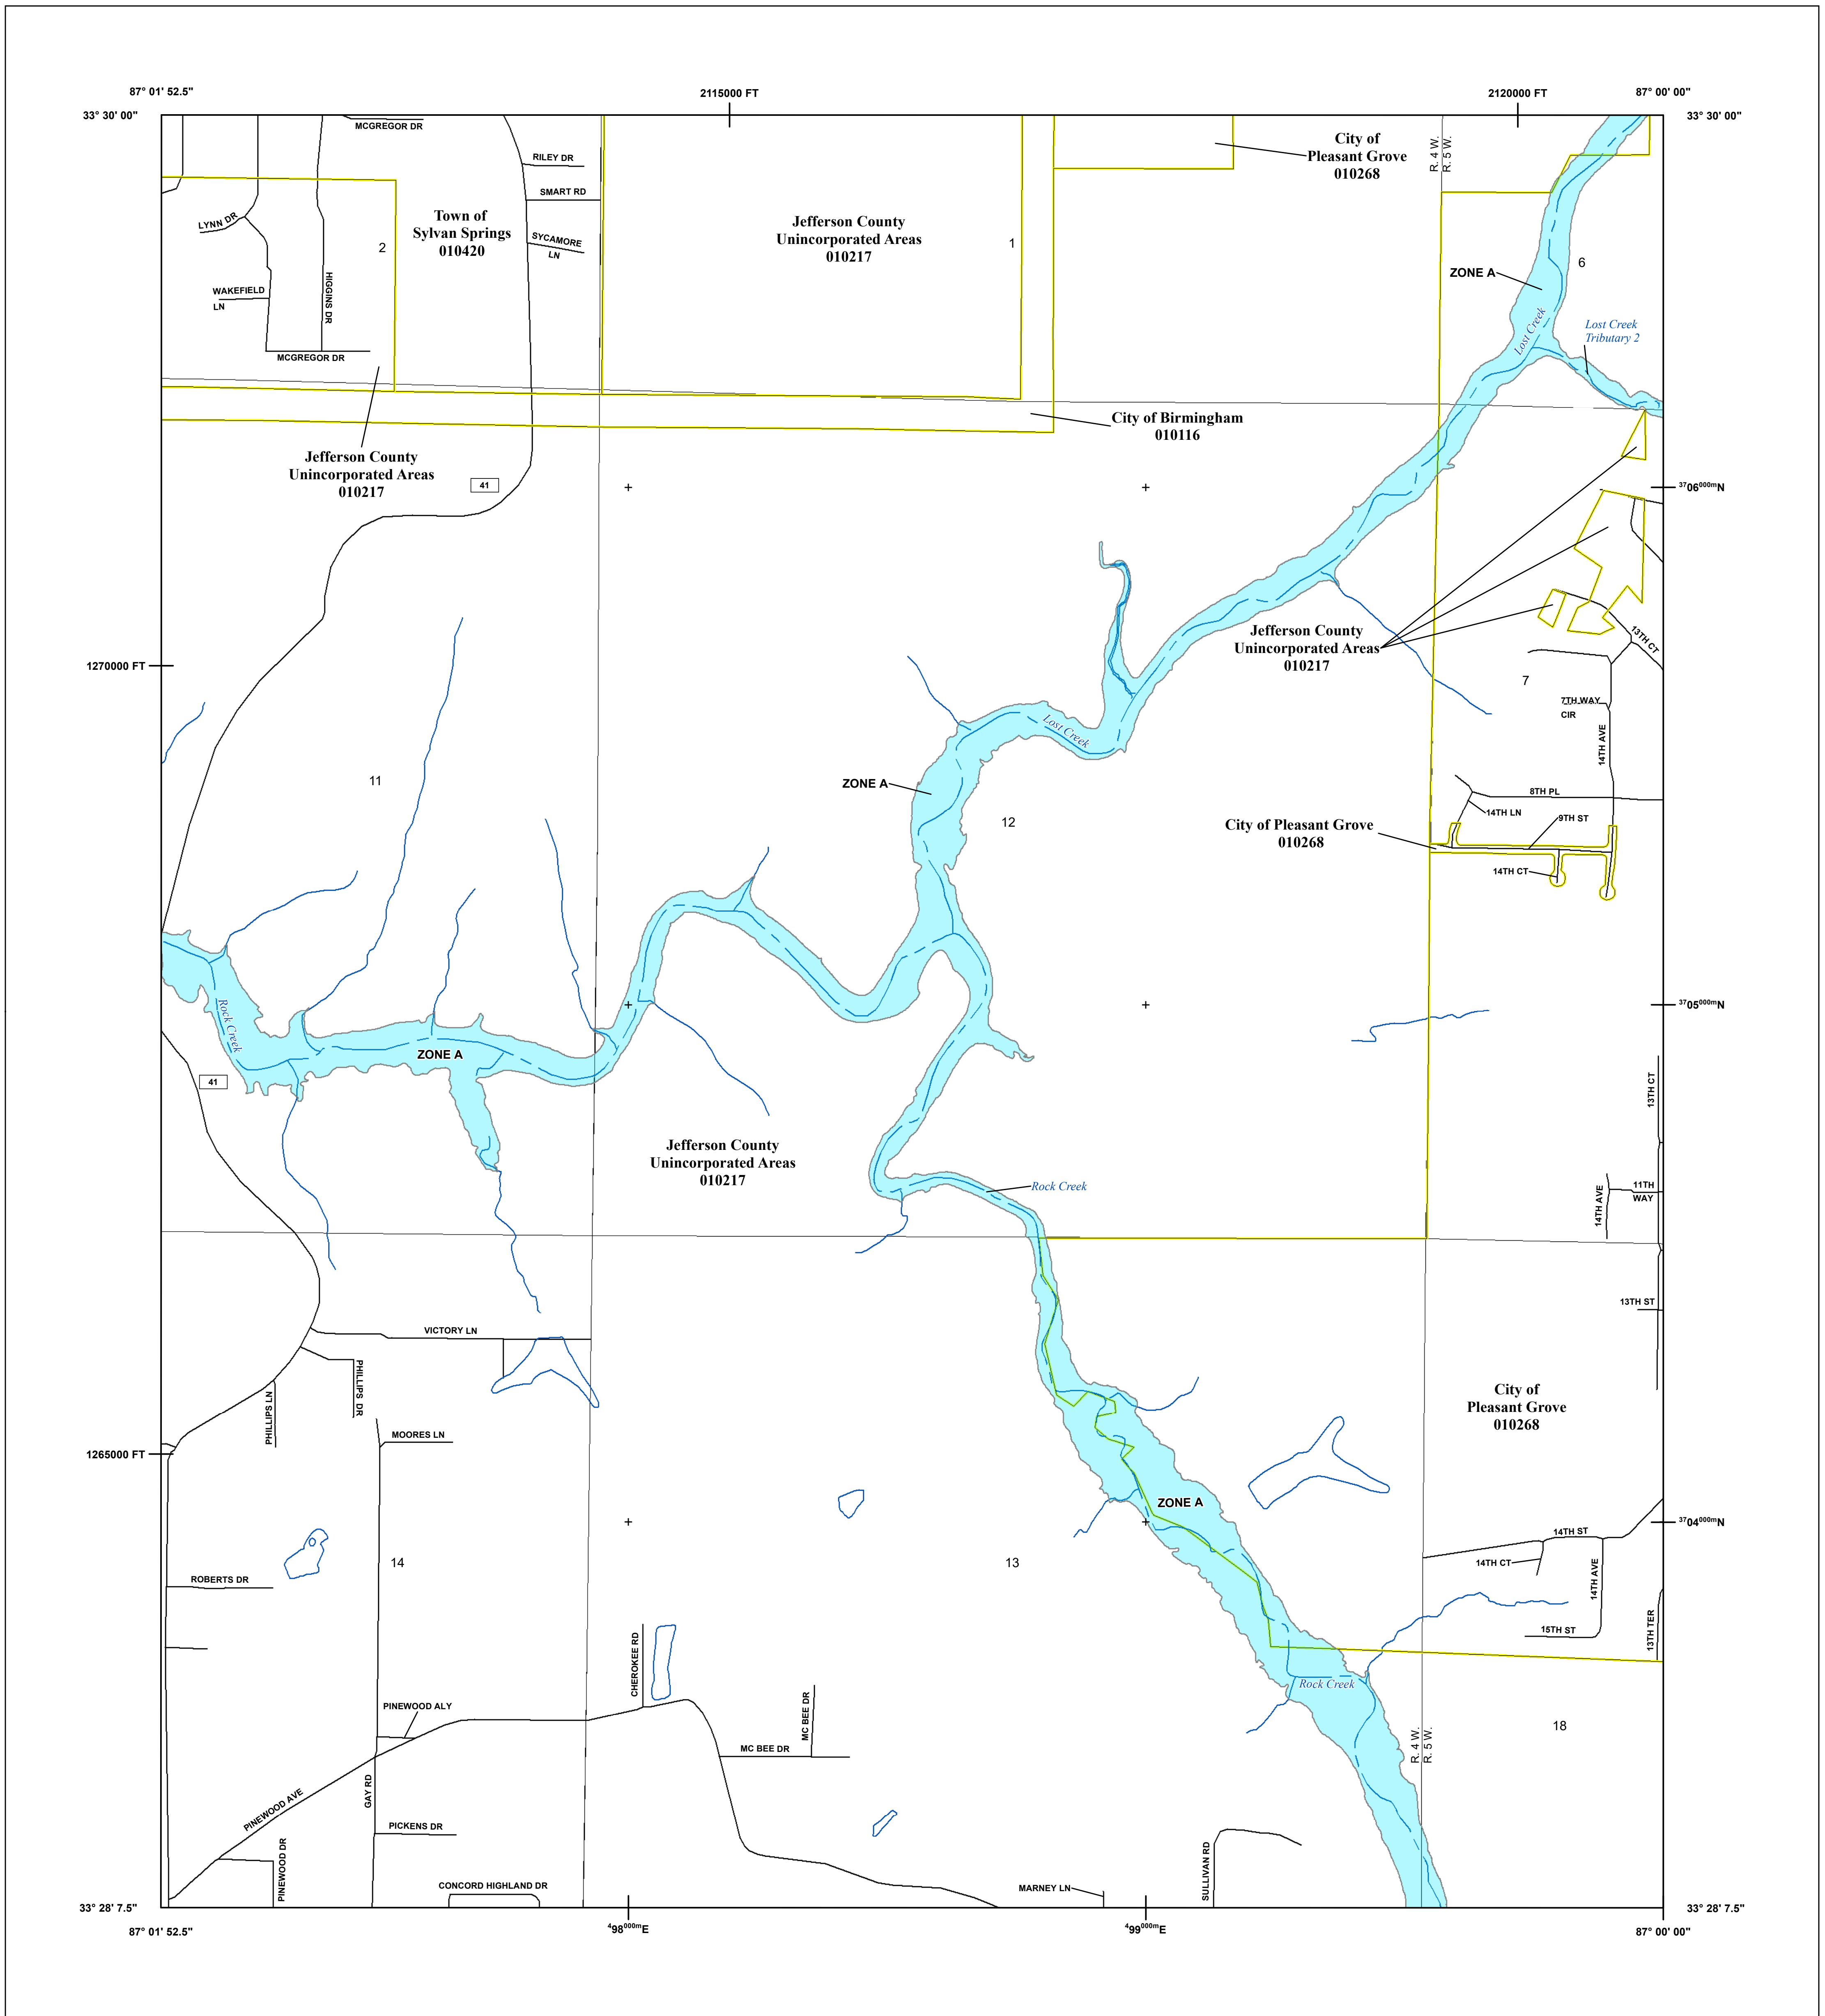 87° 01' 52.5"
2115000 FT
2120000 FT
87° 00' 00"
33° 30' 00"
33° 30' 00"
MCGREGOR DR
RILEY DR
SMART RD
SYCAMORE
LN
LYNN DR
HIGGINS DR
WAKEFIELD
LN
MCGREGOR DR
2
Town of
Sylvan Springs
010420
Jefferson County
Unincorporated Areas
010217
1
City of
Pleasant Grove
010268
R. 4 W.
R. 5 W.
ZONE A
6
Lost Creek
Lost Creek
Tributary 2
City of Birmingham
010116
Jefferson County
Unincorporated Areas
010217
41
3706000mN
Jefferson County
Unincorporated Areas
010217
13TH CT
7
7TH WAY
CIR
14TH AVE
1270000 FT
11
Lost Creek
ZONE A
12
8TH PL
14TH LN
9TH ST
City of Pleasant Grove
010268
14TH CT
Rock Creek
ZONE A
41
3705000mN
13TH CT
Jefferson County
Unincorporated Areas
010217
Rock Creek
14TH AVE
11TH
WAY
13TH ST
VICTORY LN
PHILLIPS DR
PHILLIPS LN
MOORES LN
City of
Pleasant Grove
010268
1265000 FT
ZONE A
3704000mN
14
13
14TH ST
14TH CT
14TH AVE
15TH ST
13TH TER
ROBERTS DR
CHEROKEE RD
Rock Creek
PINEWOOD ALY
MC BEE DR
MC BEE DR
R. 4 W.
R. 5 W.
18
GAY RD
PINEWOOD AVE
PICKENS DR
PINEWOOD DR
CONCORD HIGHLAND DR
MARNEY LN
SULLIVAN RD
33° 28' 7.5"
33° 28' 7.5"
87° 01' 52.5"
498000mE
499000mE
87° 00' 00"